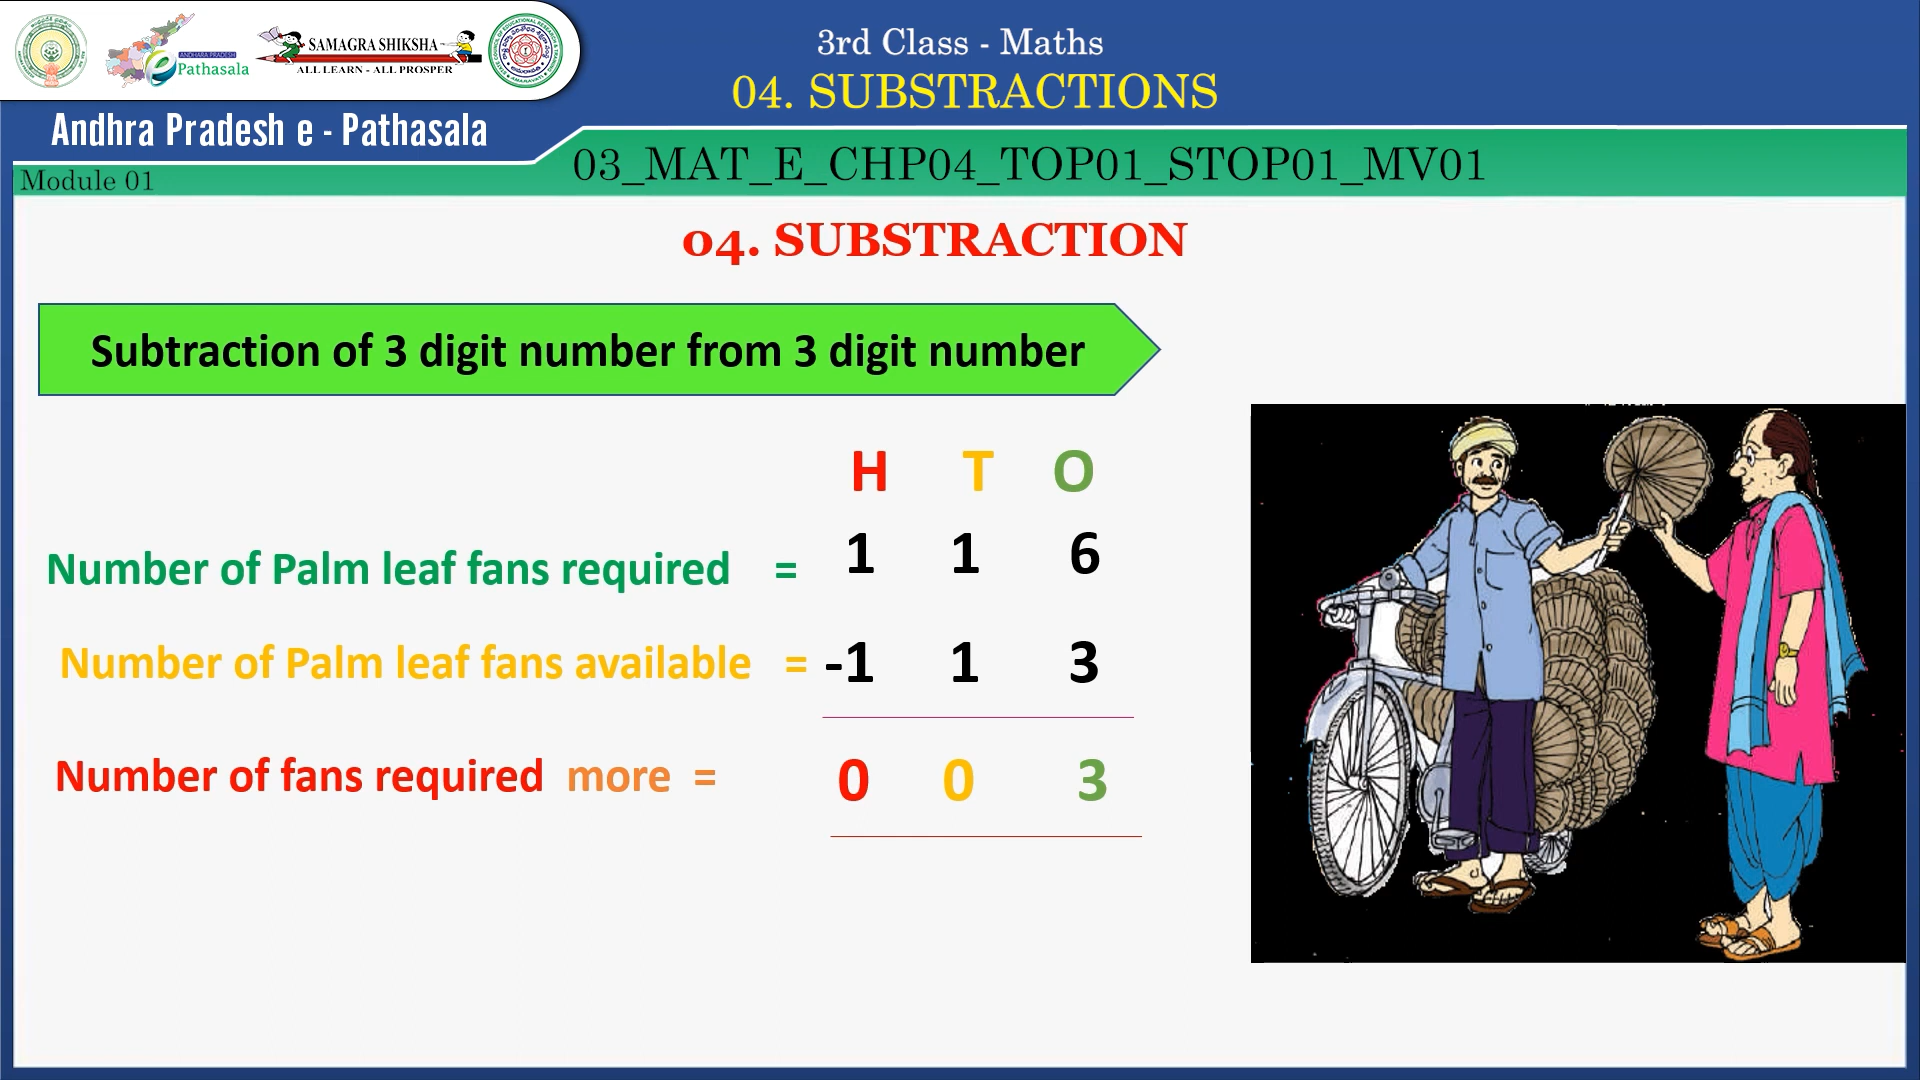 ANDHRA PRADESH
e Pathasala
SAMAGRA SHIKSHA
ALL LEARN - ALL PROSPER
Andhra Pradesh e - Pathasala
3rd Class - Maths
04. SUBSTRACTIONS
Module 01
03_MAT_E_CHP04_TOP01_STOP01_MV01
04. SUBSTRACTION
Subtraction of 3 digit number from 3 digit number
H T O
Number of Palm leaf fans required = 1 1 6
Number of Palm leaf fans available = -1 1 3
Number of fans required more = 0 0 3